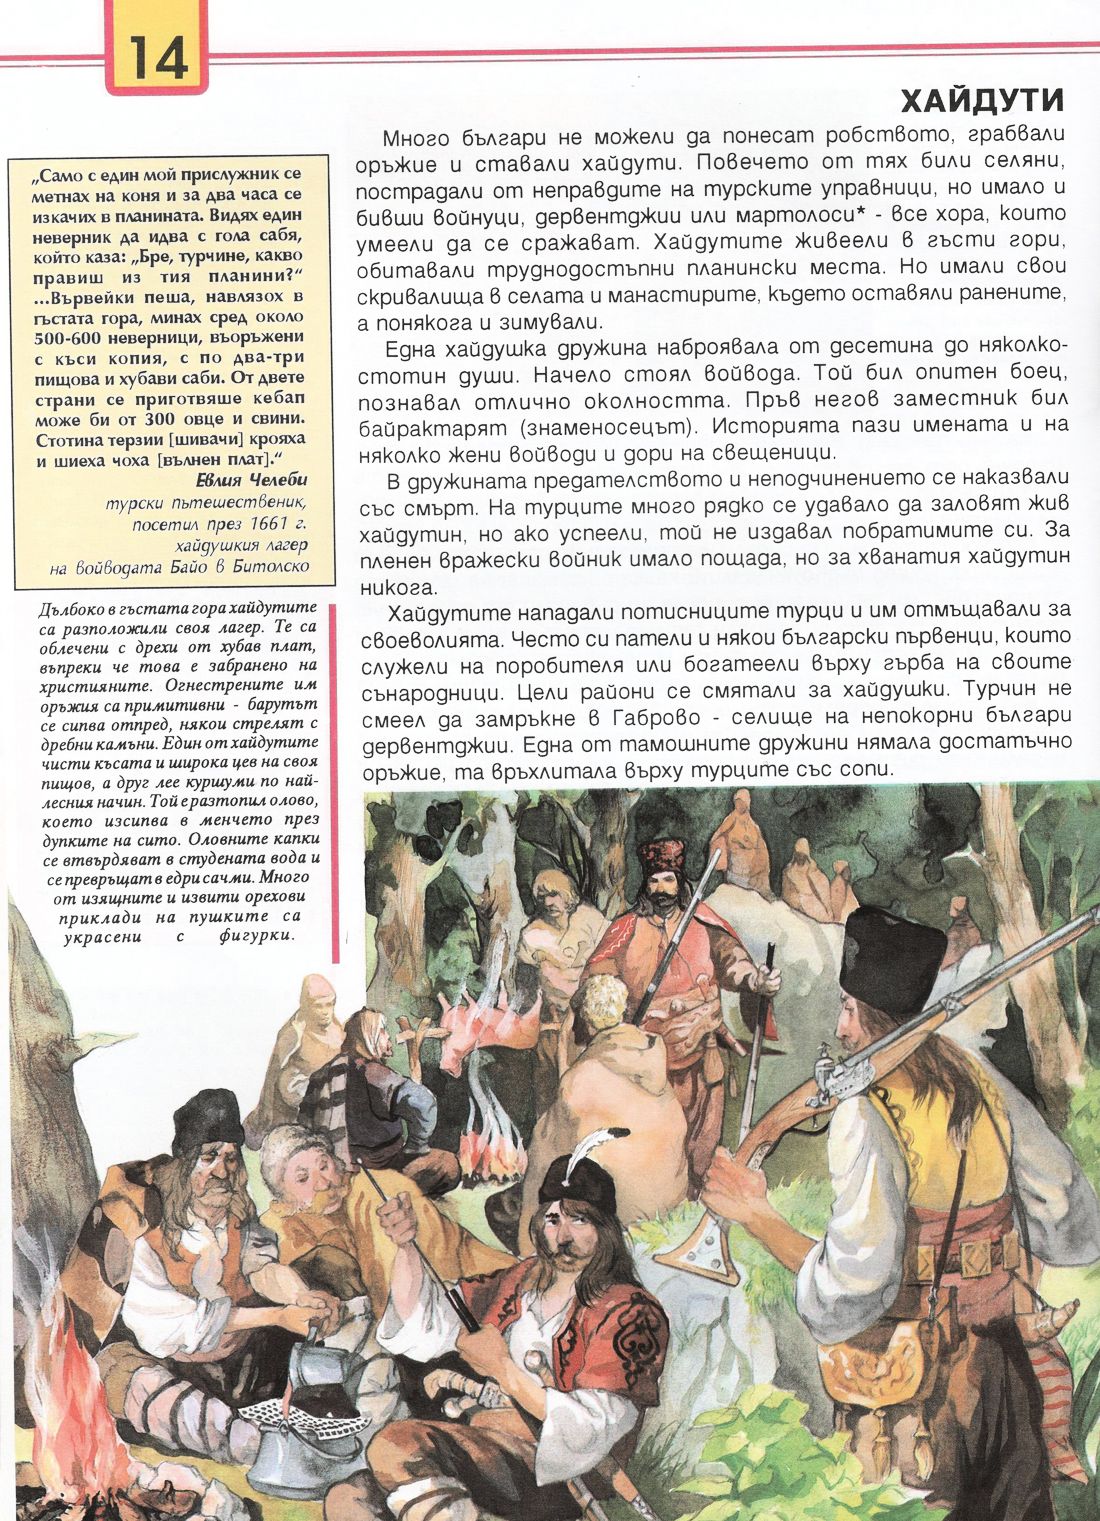 14
ХАЙДУТИ
Много българи не можели да понесат робството, грабвали
оръжие и ставали хайдути. Повечето от тях били селяни,
пострадали от неправдите на турските управници, но имало и
бивши войнуци, дервентджии или мартолоси* - все хора, които
умеели да се сражават. Хайдутите живеели в гъсти гори,
обитавали труднодостъпни планински места. Но имали свои
скривалища в селата и манастирите, където оставяли ранените,
а понякога и зимували.
Една хайдушка дружина наброявала от десетина до няколко-
стотин души. Начело стоял войвода. Той бил опитен боец,
познавал отлично околността. Пръв негов заместник бил
байрактарят (знаменосецът). Историята пази имената и на
няколко жени войводи и дори на свещеници.
В дружината предателството и неподчинението се наказвали
със смърт. На турците много рядко се удавало да заловят жив
хайдутин, но ако успеели, той не издавал побратимите си. За
пленен вражески войник имало пощада, но за хванатия хайдутин
никога.
Хайдутите нападали потисниците турци и им отмъщавали за
своеволията. Често си патели и някои български първенци, които
служели на поробителя или богатеели върху гърба на своите
сънародници. Цели райони се смятали за хайдушки. Турчин не
смеел да замръкне в Габрово - селище на непокорни българи
дервентджии. Една от тамошните дружини нямала достатъчно
оръжие, та връхлитала върху турците със сопи.
„Само с един мой прислужник се
метнах на коня и за два часа се
изкачих в планината. Видях един
неверник да идва с гола сабя,
който каза: „Бре, турчине, какво
правиш из тия планини?“
...Вървейки пеша, навлязох в
гъстата гора, минах сред около
500-600 неверници, въоръжени
с къси копия, с по два-три
пищова и хубави саби. От двете
страни се приготвяше кебап
може би от 300 овце и свини.
Стотина терзии [шивачи] крояха
и шиеха чоха [вълнен плат].“
Евлия Челеби
турски пътешественик,
посетил през 1661 г.
хайдушкия лагер
на войводата Байо в Битолско
Дълбоко в гъстата гора хайдутите
са разположили своя лагер. Те са
облечени с дрехи от хубав плат,
въпреки че това е забранено на
християните. Огнестрелните им
оръжия са примитивни - барутът
се сипва отпред, някои стрелят с
дребни камъни. Един от хайдутите
чисти късата и широка цев на своя
пищов, а друг лее куршуми по най-
лесния начин. Той е разтопил олово,
което изсипва в менчето през
дупките на сито. Оловните капки
се втвърдяват в студената вода и
се превръщат в едри сачми. Много
от изящните и извити орехови
приклади на пушките са
украсени с фигурки.